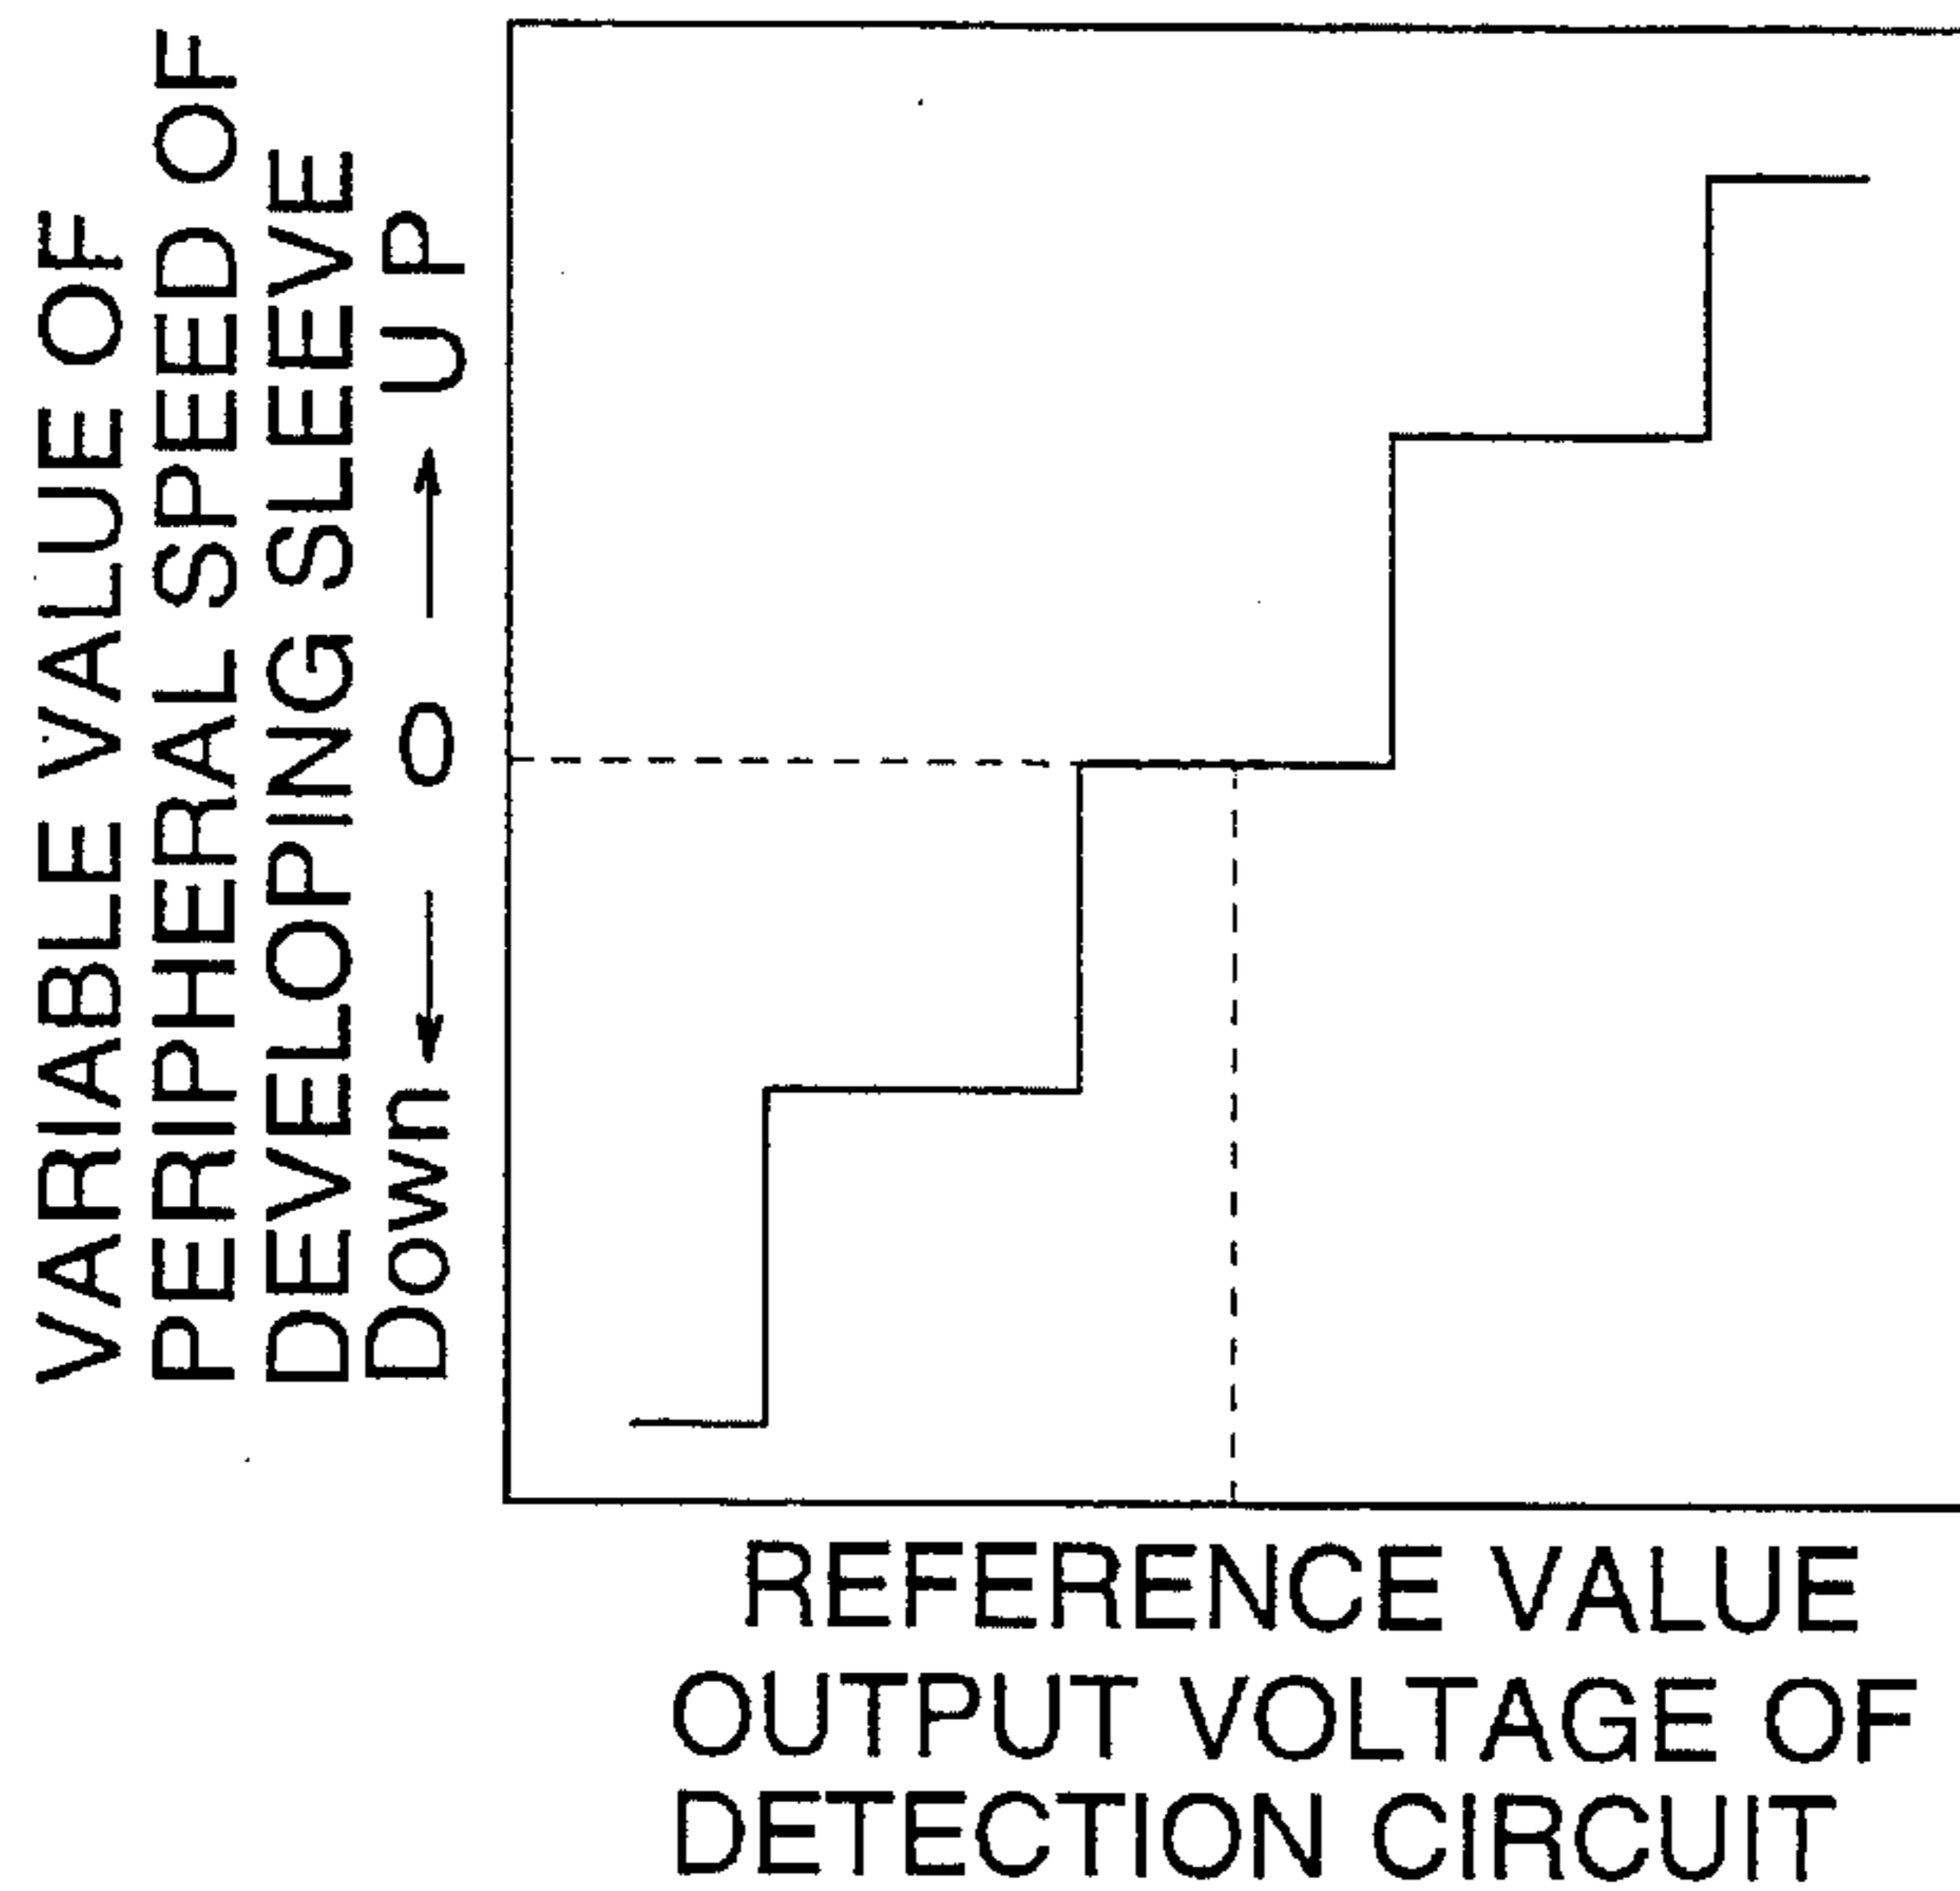 VARIABLE VALUE OF
PERIPHERAL SPEED OF
DEVELOPING SLEEVE
Down ← 0 → UP
REFERENCE VALUE
OUTPUT VOLTAGE OF
DETECTION CIRCUIT